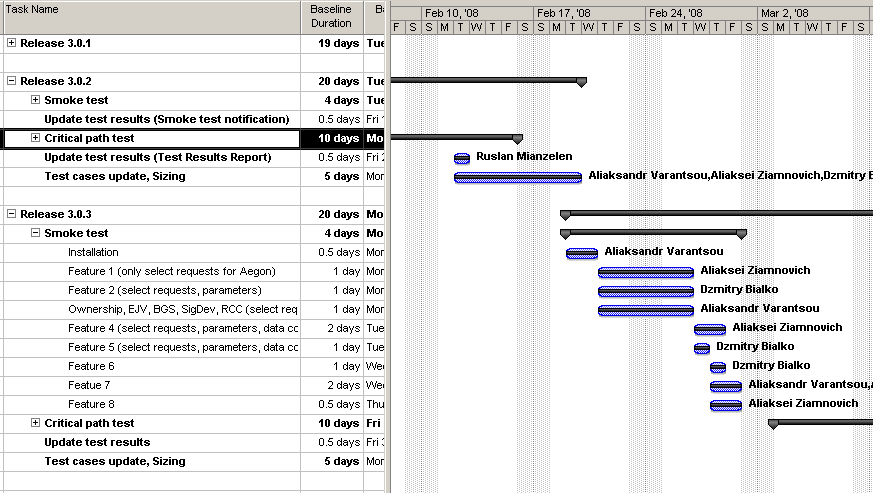 Task Name Baseline Duration Ba
Feb 10, '08 Feb 17, '08 Feb 24, '08 Mar 2, '08
F S S M T W T F S S M T W T F S S M T W T F S S M T W T F S
Release 3.0.1 19 days Tue
Release 3.0.2 20 days Tue
Smoke test 4 days Tue
Update test results (Smoke test notification) 0.5 days Fri 1
Critical path test 10 days Mo
Update test results (Test Results Report) 0.5 days Fri 2 Ruslan Mianzelen
Test cases update, Sizing 5 days Mon Aliaksandr Varantsou,Aliaksei Ziamnovich,Dzmitry B
Release 3.0.3 20 days Mo
Smoke test 4 days Mo
Installation 0.5 days Mon Aliaksandr Varantsou
Feature 1 (only select requests for Aegon) 1 day Mon Aliaksei Ziamnovich
Feature 2 (select requests, parameters) 1 day Mon Dzmitry Bialko
Ownership, EJV, BGS, SigDev, RCC (select req 1 day Mon Aliaksandr Varantsou
Feature 4 (select requests, parameters, data co 2 days Tue Aliaksei Ziamnovich
Feature 5 (select requests, parameters, data co 1 day Tue Dzmitry Bialko
Feature 6 1 day Wed Dzmitry Bialko
Featue 7 2 days Wed Aliaksandr Varantsou,
Feature 8 0.5 days Thu Aliaksei Ziamnovich
Critical path test 10 days Fri
Update test results 0.5 days Fri 3
Test cases update, Sizing 5 days Mon